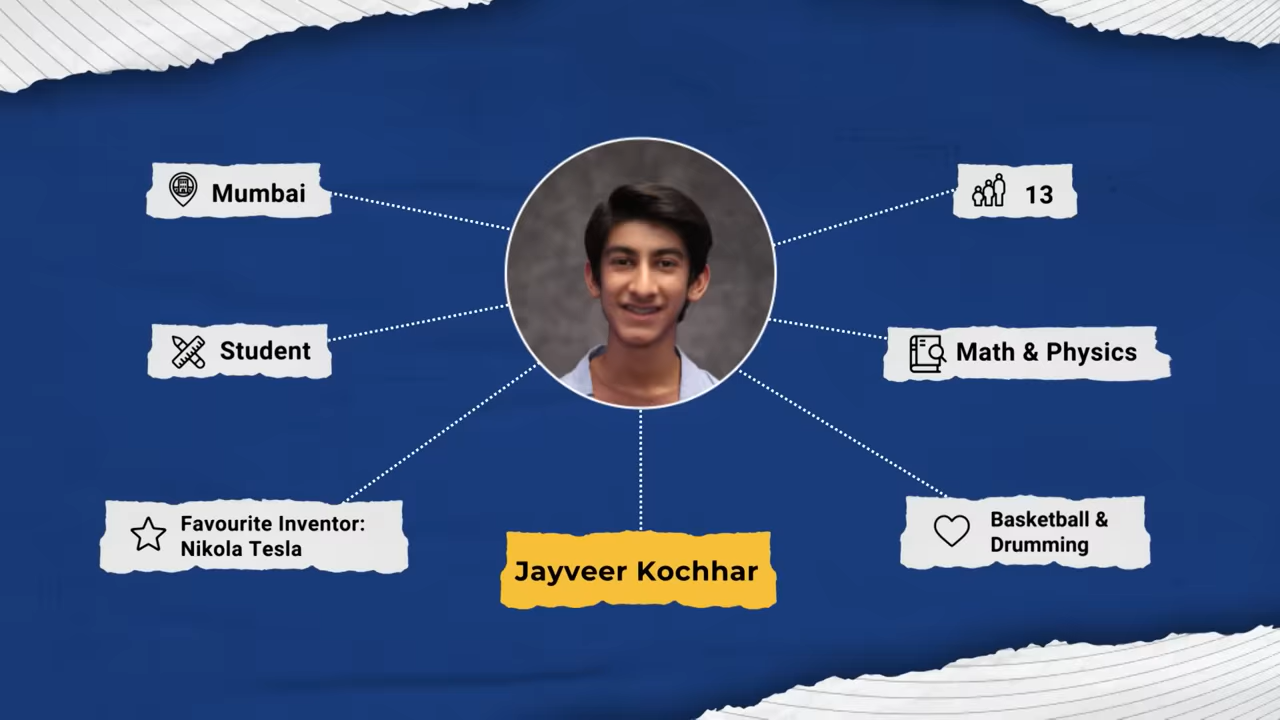 Mumbai
13
Student
Math & Physics
Favourite Inventor:
Nikola Tesla
Jayveer Kochhar
Basketball &
Drumming